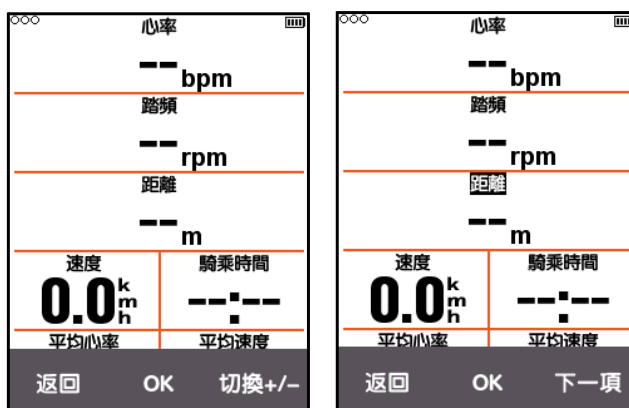 心率
-- bpm
踏頻
-- rpm
距離
-- m
速度 騎乘時間
0.0 kmh --:--
平均心率 平均速度
返回 OK 切換+/-
心率
-- bpm
踏頻
-- rpm
距離
-- m
速度 騎乘時間
0.0 kmh --:--
平均心率 平均速度
返回 OK 下一項